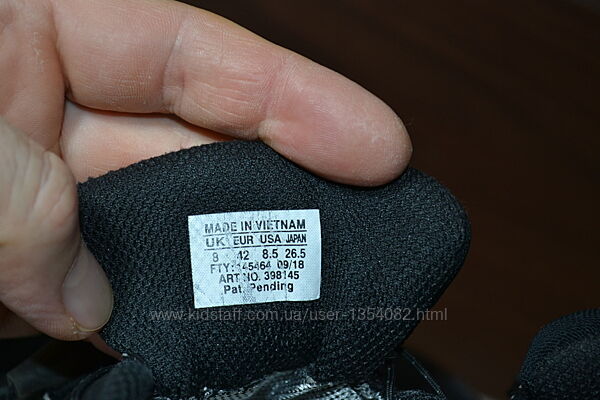 MADE IN VIETNAM
UK EUR USA JAPAN
8 42 8.5 26.5
FTY: 145464 09/18
ART NO. 398145
Pat. Pending
www.kidstaff.com.ua/user-1354082.html